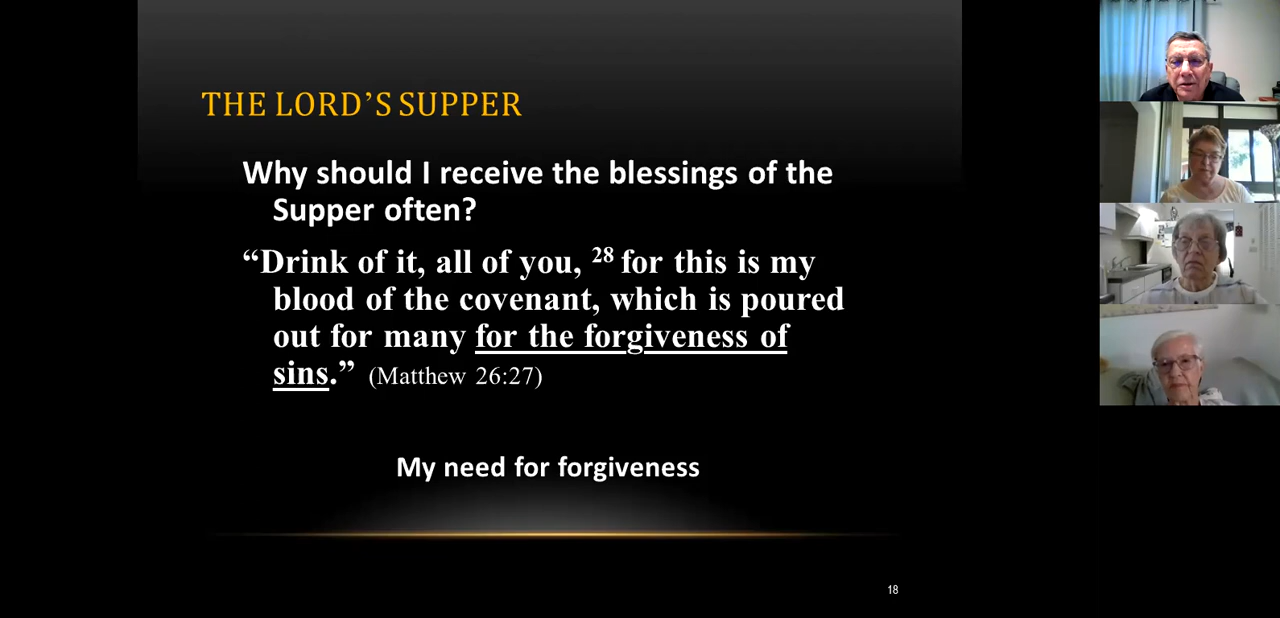 THE LORD’S SUPPER
Why should I receive the blessings of the
Supper often?
“Drink of it, all of you, 28 for this is my
blood of the covenant, which is poured
out for many for the forgiveness of
sins.” (Matthew 26:27)
My need for forgiveness
18